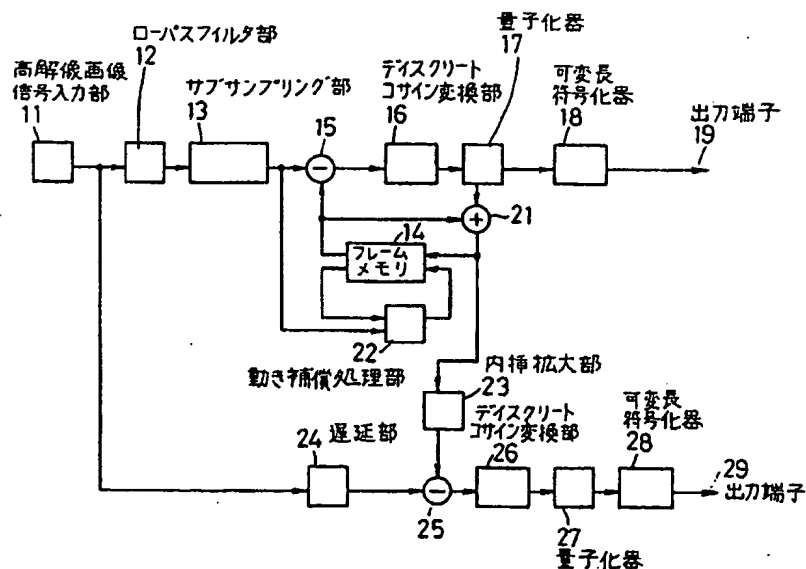 高解像画像
信号入力部
11
ローパスフィルタ部
12
サブサンプリング部
13
15
ディスクリート
コサイン変換部
16
量子化器
17
可変長
符号化器
18
出力端子
19
21
14
フレーム
メモリ
22
動き補償処理部
内挿拡大部
23
24 遅延部
25
ディスクリート
コサイン変換部
26
27
量子化器
可変長
符号化器
28
29
出力端子